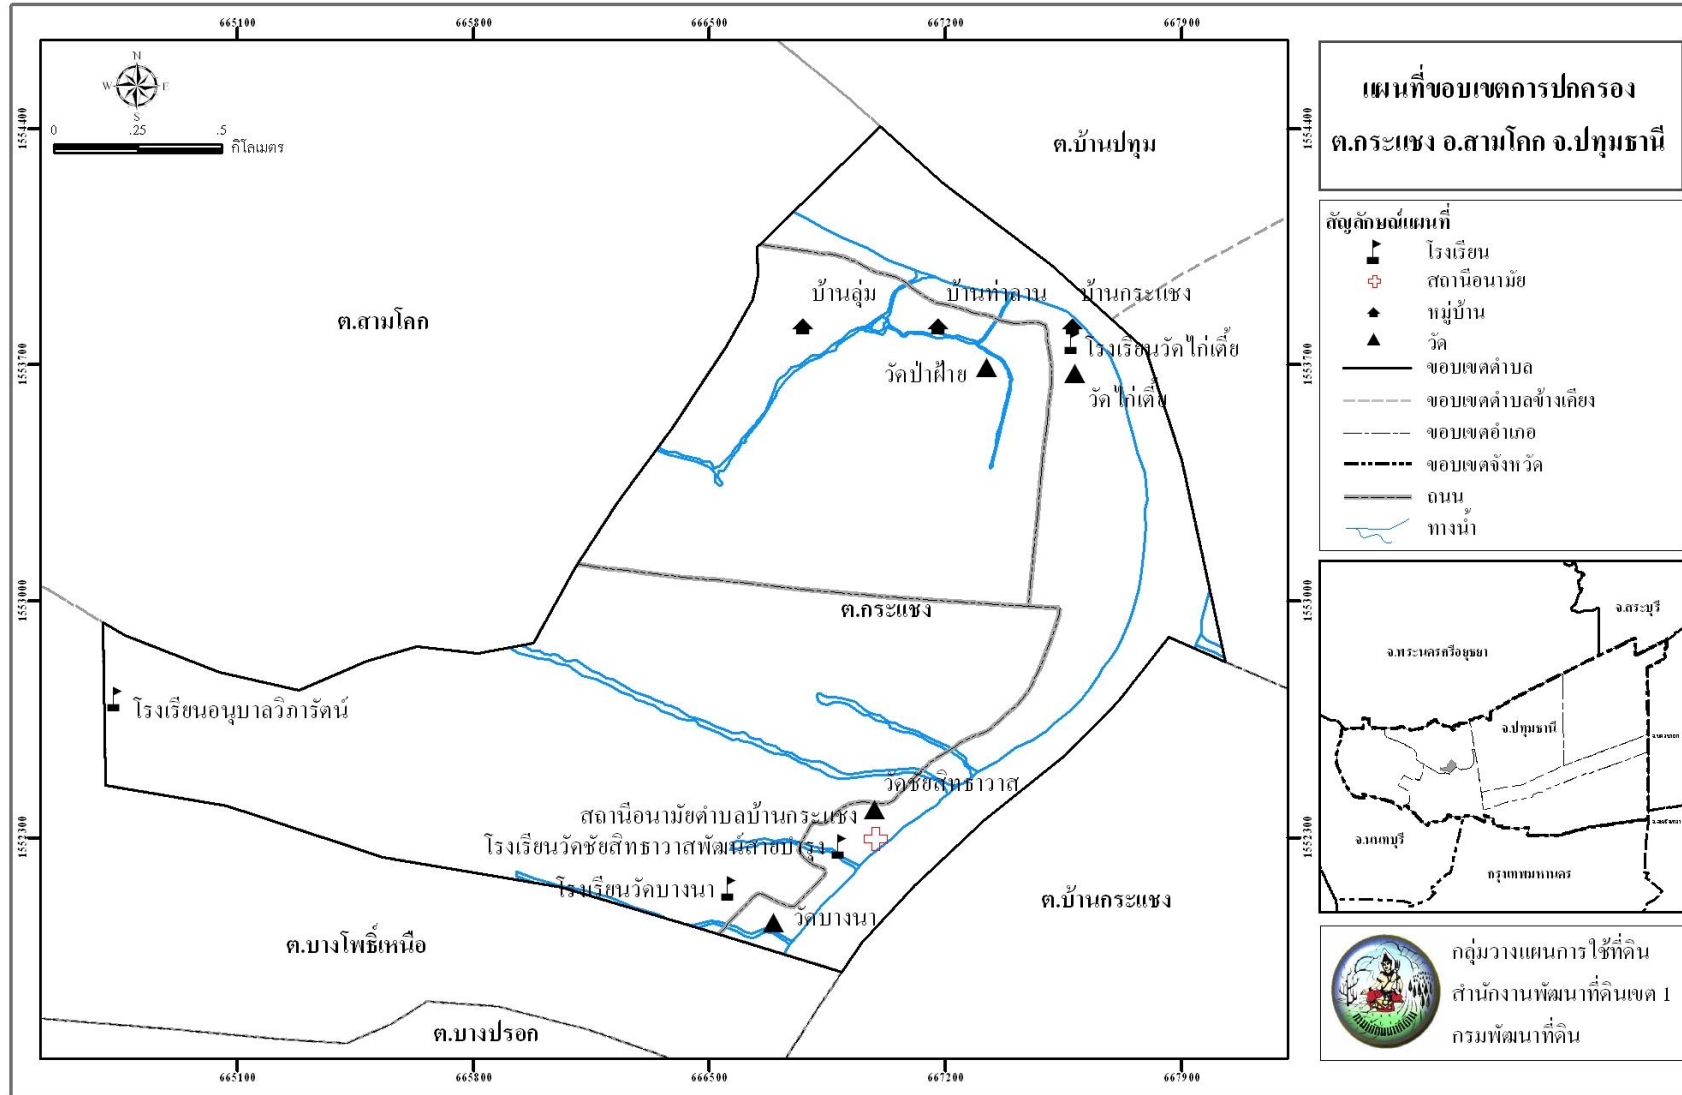 665100 665800 666500 667200 667900
N
W E
S
0 .25 .5
กิโลเมตร
1554400
1553700
1553000
1552300
ต.บ้านปทุม
ต.สามโคก
บ้านลุ่ม
บ้านท่าลาน
บ้านกระแชง
โรงเรียนวัดไก่เตี้ย
วัดป่าฝ้าย
วัดไก่เตี้ย
ต.กระแชง
โรงเรียนอนุบาลวิภารัตน์
วัดชัยสิทธาวาส
สถานีอนามัยตำบลบ้านกระแชง
โรงเรียนวัดชัยสิทธาวาสพัฒน์สายบำรุง
โรงเรียนวัดบางนา
วัดบางนา
ต.บ้านกระแชง
ต.บางโพธิ์เหนือ
ต.บางปรอก
1554400
1553700
1553000
1552300
665100 665800 666500 667200 667900
แผนที่ขอบเขตการปกครอง
ต.กระแชง อ.สามโคก จ.ปทุมธานี
สัญลักษณ์แผนที่
โรงเรียน
สถานีอนามัย
หมู่บ้าน
วัด
ขอบเขตตำบล
ขอบเขตตำบลข้างเคียง
ขอบเขตอำเภอ
ขอบเขตจังหวัด
ถนน
ทางน้ำ
จ.สระบุรี
จ.พระนครศรีอยุธยา
จ.ปทุมธานี
จ.นนทบุรี
กรุงเทพมหานคร
กลุ่มวางแผนการใช้ที่ดิน
สำนักงานพัฒนาที่ดินเขต 1
กรมพัฒนาที่ดิน